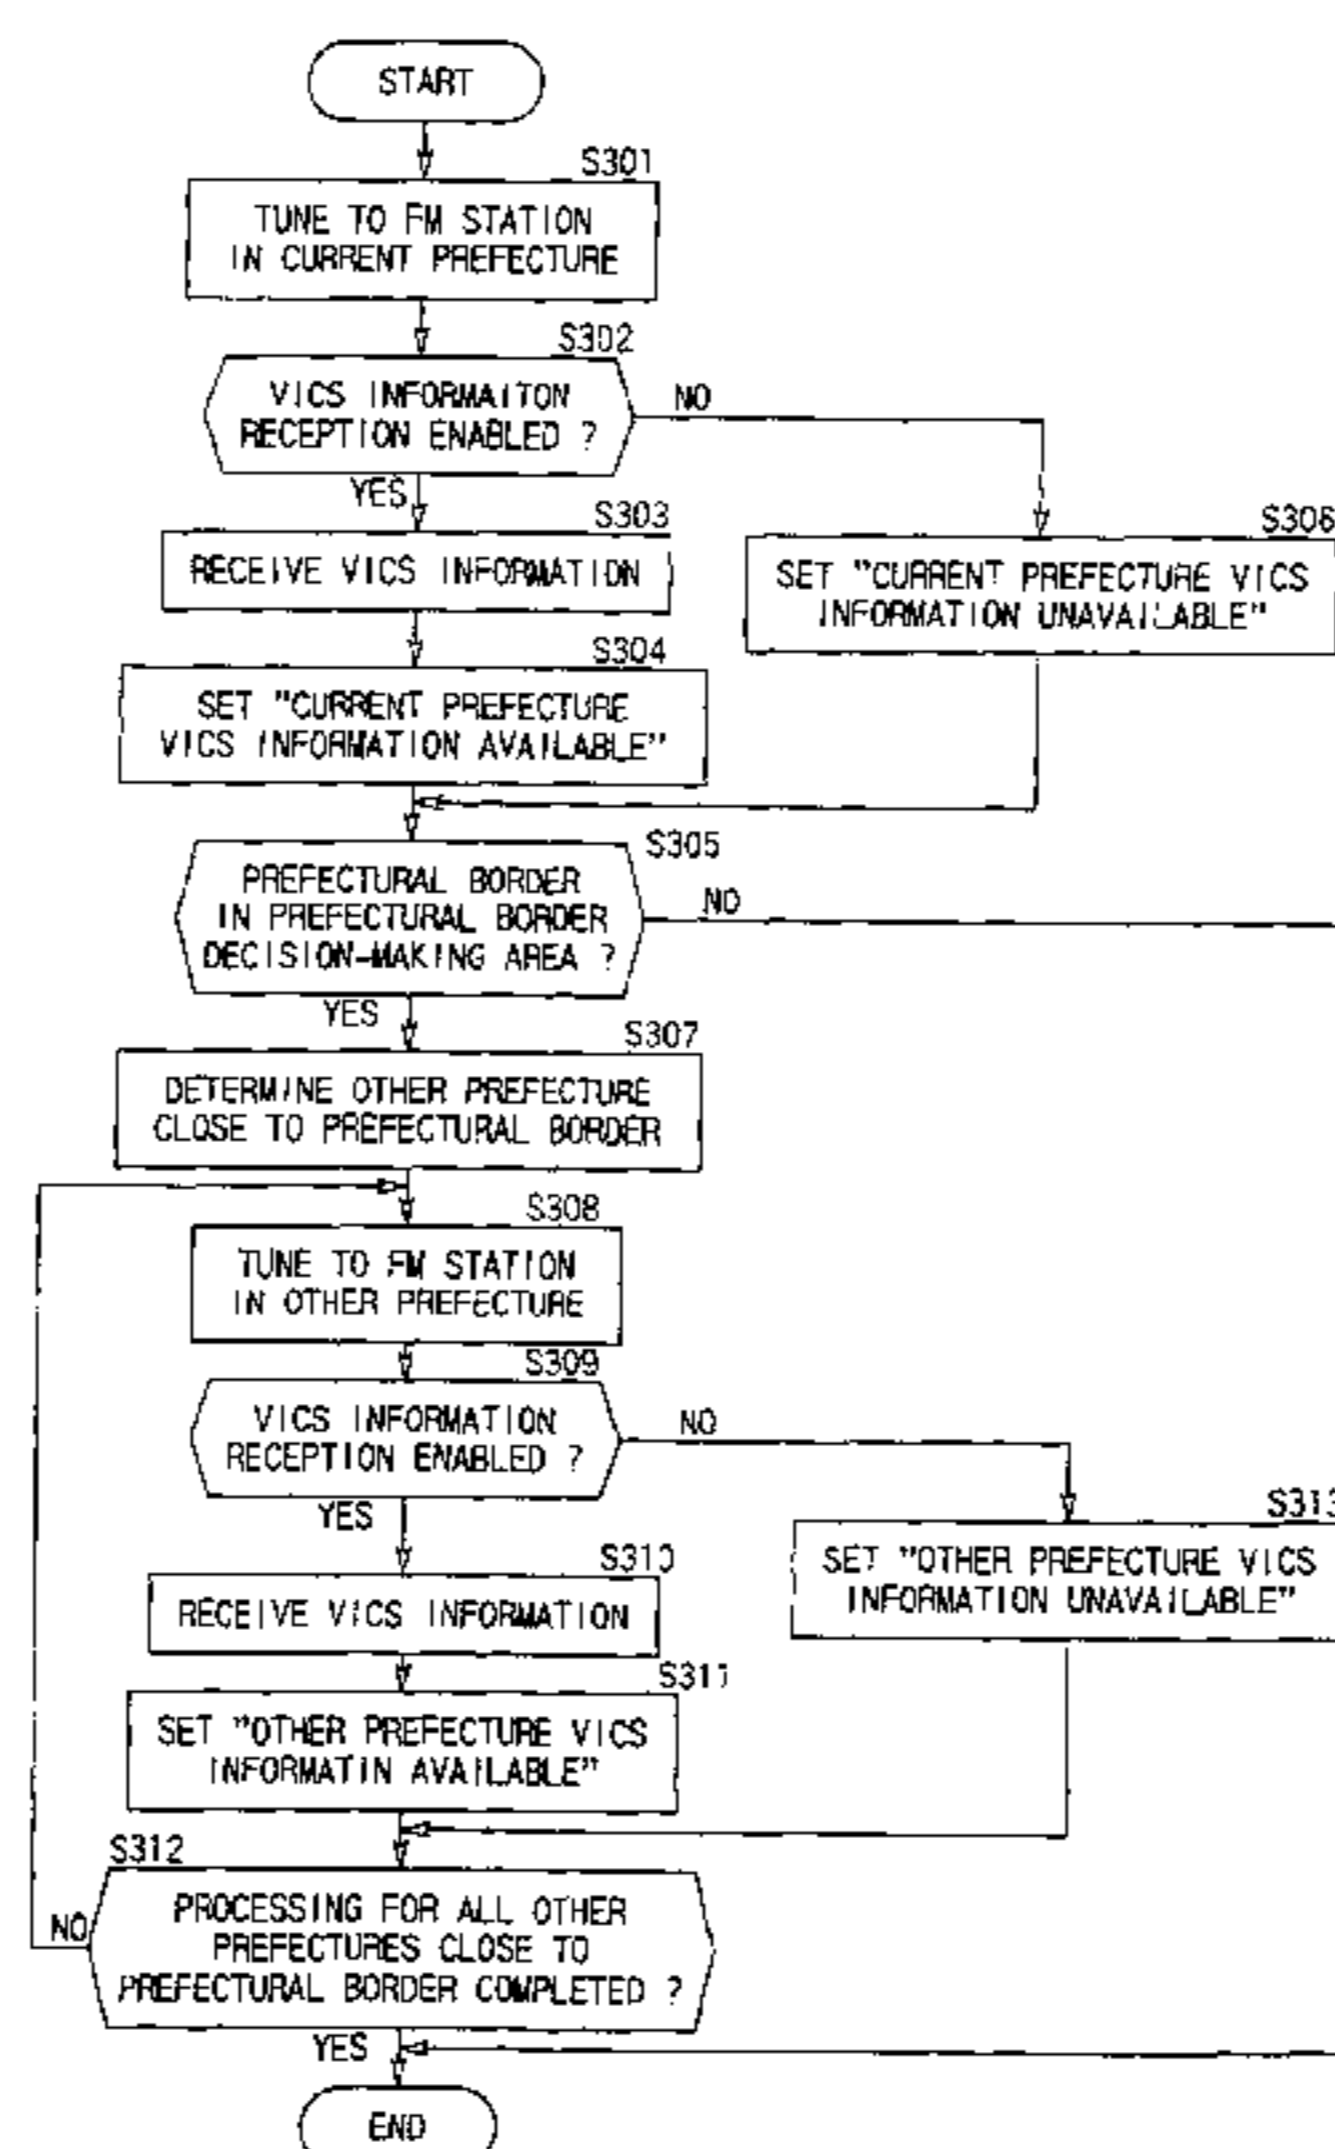 START
S301
TUNE TO FM STATION
IN CURRENT PREFECTURE
S302
VICS INFORMAITON
RECEPTION ENABLED ?
NO
YES
S303
RECEIVE VICS INFORMATION
S306
SET "CURRENT PREFECTURE VICS
INFORMATION UNAVAILABLE"
S304
SET "CURRENT PREFECTURE
VICS INFORMATION AVAILABLE"
S305
PREFECTURAL BORDER
IN PREFECTURAL BORDER
DECISION-MAKING AREA ?
NO
YES
S307
DETERMINE OTHER PREFECTURE
CLOSE TO PREFECTURAL BORDER
S308
TUNE TO FM STATION
IN OTHER PREFECTURE
S309
VICS INFORMATION
RECEPTION ENABLED ?
NO
YES
S310
RECEIVE VICS INFORMATION
S313
SET "OTHER PREFECTURE VICS
INFORMATION UNAVAILABLE"
S311
SET "OTHER PREFECTURE VICS
INFORMATIN AVAILABLE"
S312
PROCESSING FOR ALL OTHER
PREFECTURES CLOSE TO
PREFECTURAL BORDER COMPLETED ?
NO
YES
END